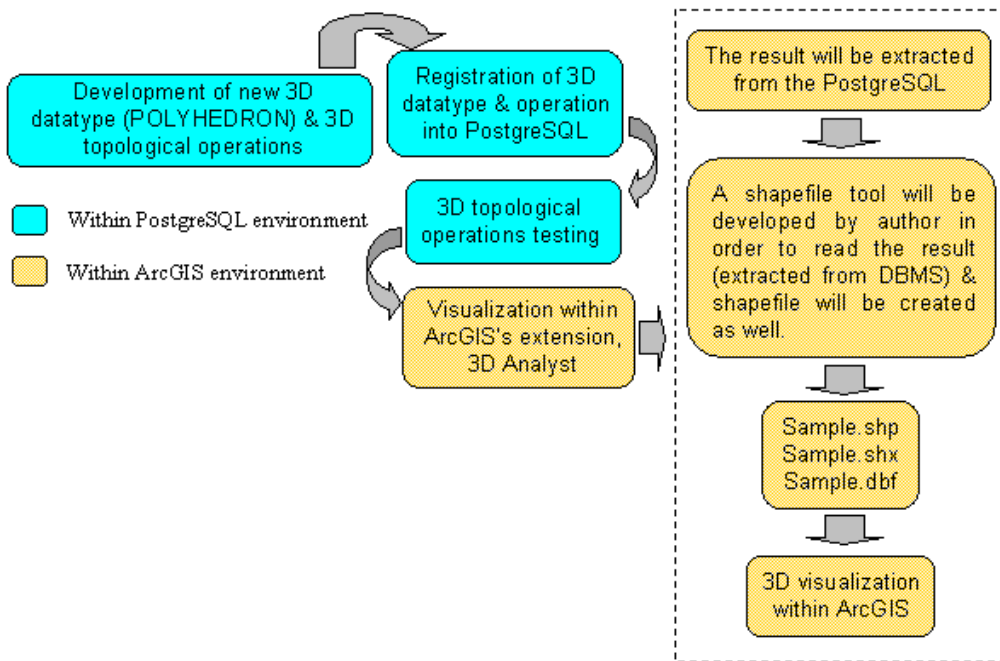 Development of new 3D
datatype (POLYHEDRON) & 3D
topological operations
Registration of 3D
datatype & operation
into PostgreSQL
3D topological
operations testing
Visualization within
ArcGIS's extension,
3D Analyst
Within PostgreSQL environment
Within ArcGIS environment
The result will be extracted
from the PostgreSQL
A shapefile tool will be
developed by author in
order to read the result
(extracted from DBMS) &
shapefile will be created
as well.
Sample.shp
Sample.shx
Sample.dbf
3D visualization
within ArcGIS